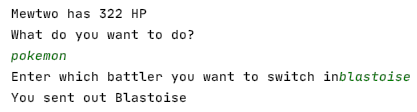 Mewtwo has 322 HP
What do you want to do?
pokemon
Enter which battler you want to switch inblastoise
You sent out Blastoise